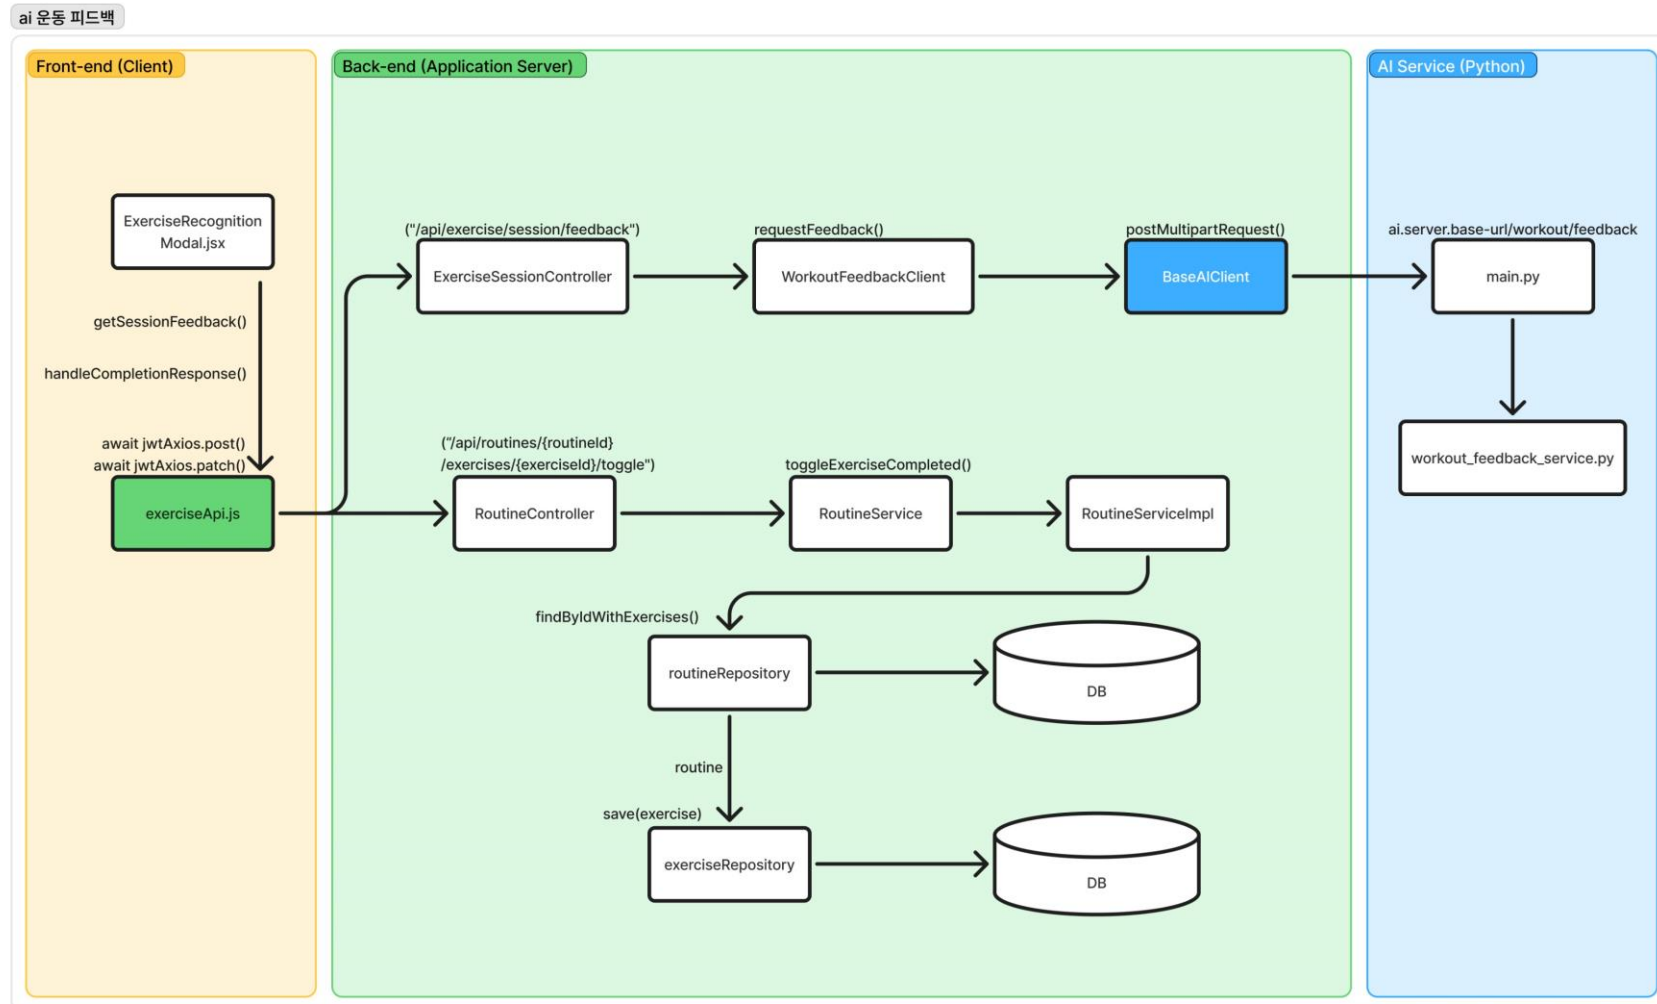 ai 운동 피드백
Front-end (Client)
ExerciseRecognition
Modal.jsx
getSessionFeedback()
handleCompletionResponse()
await jwtAxios.post()
await jwtAxios.patch()
exerciseApi.js
Back-end (Application Server)
("/api/exercise/session/feedback")
ExerciseSessionController
requestFeedback()
WorkoutFeedbackClient
postMultipartRequest()
BaseAIClient
("/api/routines/{routineId}
/exercises/{exerciseId}/toggle")
RoutineController
toggleExerciseCompleted()
RoutineService
RoutineServiceImpl
findByIdWithExercises()
routineRepository
DB
routine
save(exercise)
exerciseRepository
DB
AI Service (Python)
ai.server.base-url/workout/feedback
main.py
workout_feedback_service.py